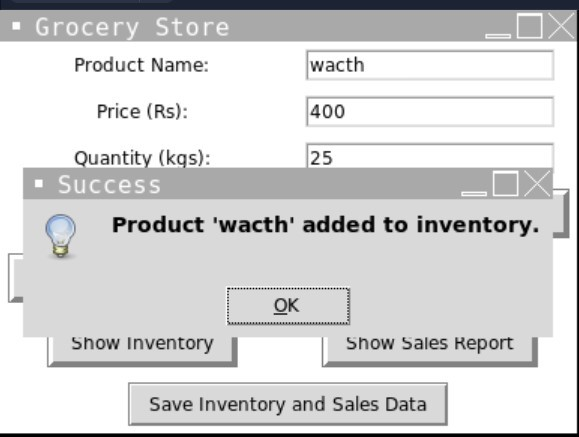 Grocery Store
Product Name: wacth
Price (Rs): 400
Quantity (kgs): 25
Success
Product 'wacth' added to inventory.
OK
Show Inventory Show Sales Report
Save Inventory and Sales Data